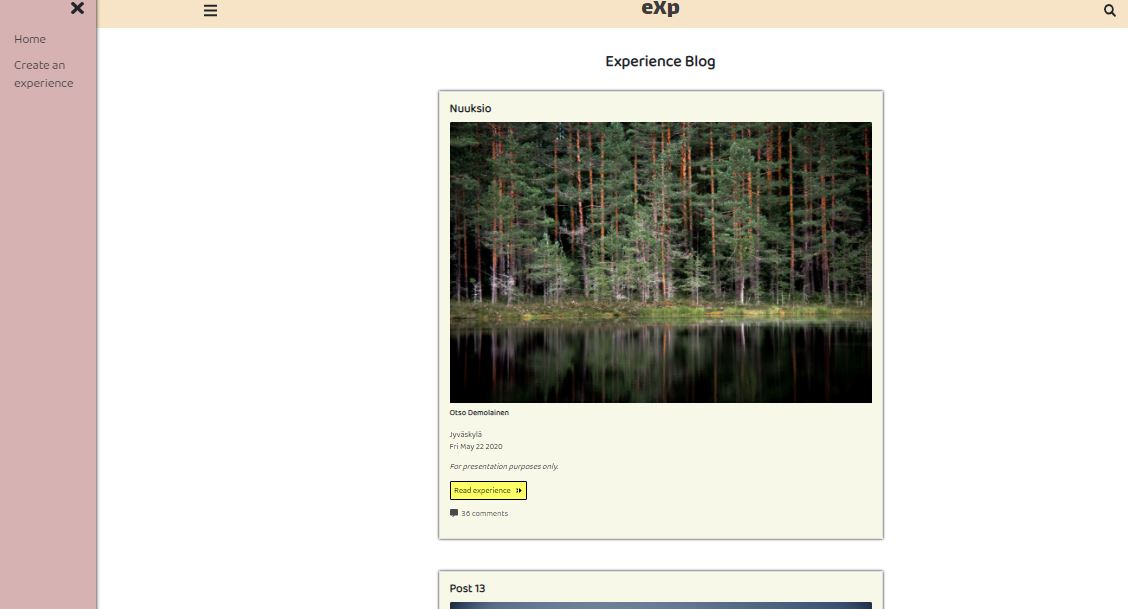 eXp
Home
Create an
experience
Experience Blog
Nuuksio
Otso Demolainen
Jyväskylä
Fri May 22 2020
For presentation purposes only.
Read experience
36 comments
Post 13